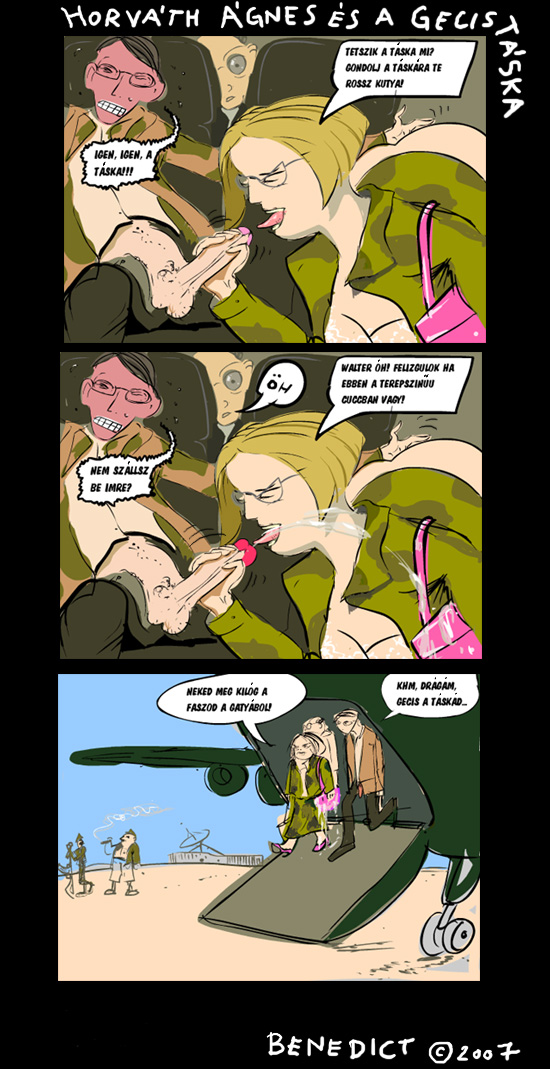 HORVÁTH ÁGNES ÉS A GECIS TÁSKA
TETSZIK A TÁSKA MI?
GONDOLJ A TÁSKÁRA TE
ROSSZ KUTYA!
IGEN, IGEN, A
TÁSKA!!!
ÖH
WALTER ÓH! FELIZGULOK HA
EBBEN A TEREPSZINŰU
CUCCBAN VAGY!
NEM SZÁLLSZ
BE IMRE?
NEKED MEG KILÓG A
FASZOD A GATYÁBOL!
KHM, DRÁGÁM,
GECIS A TÁSKÁD...
BENEDICT © 2007